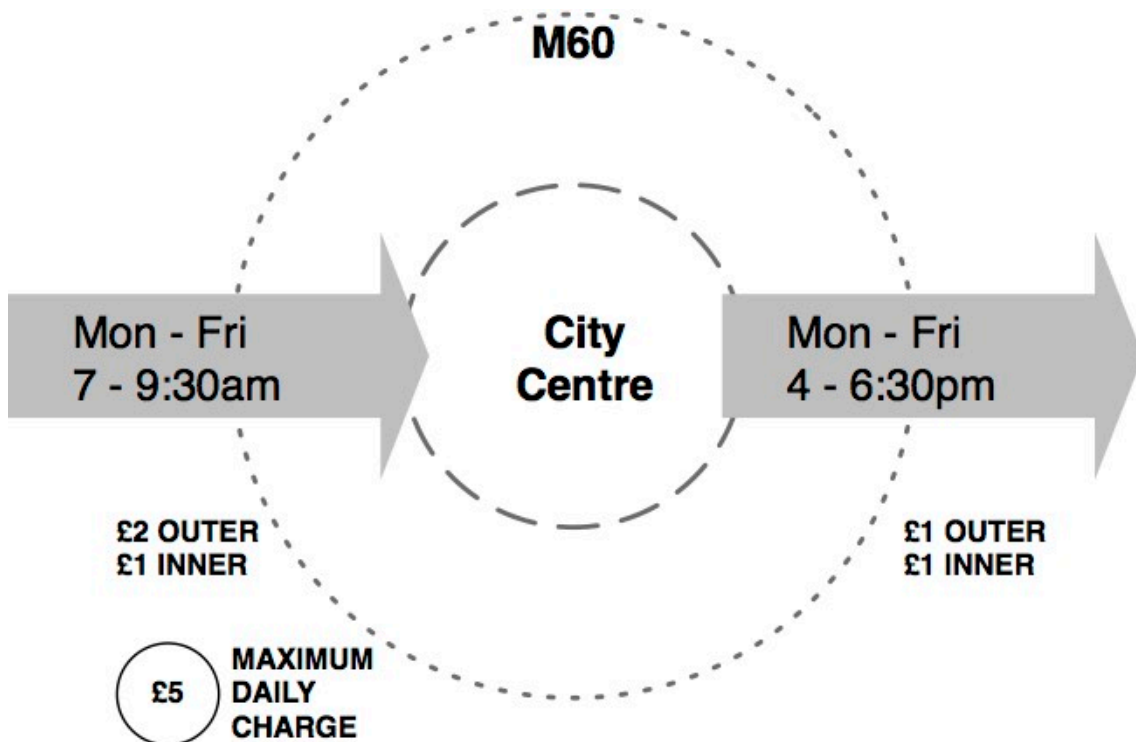 M60
Mon - Fri
7 - 9:30am
City
Centre
Mon - Fri
4 - 6:30pm
£2 OUTER
£1 INNER
£1 OUTER
£1 INNER
£5
MAXIMUM
DAILY
CHARGE